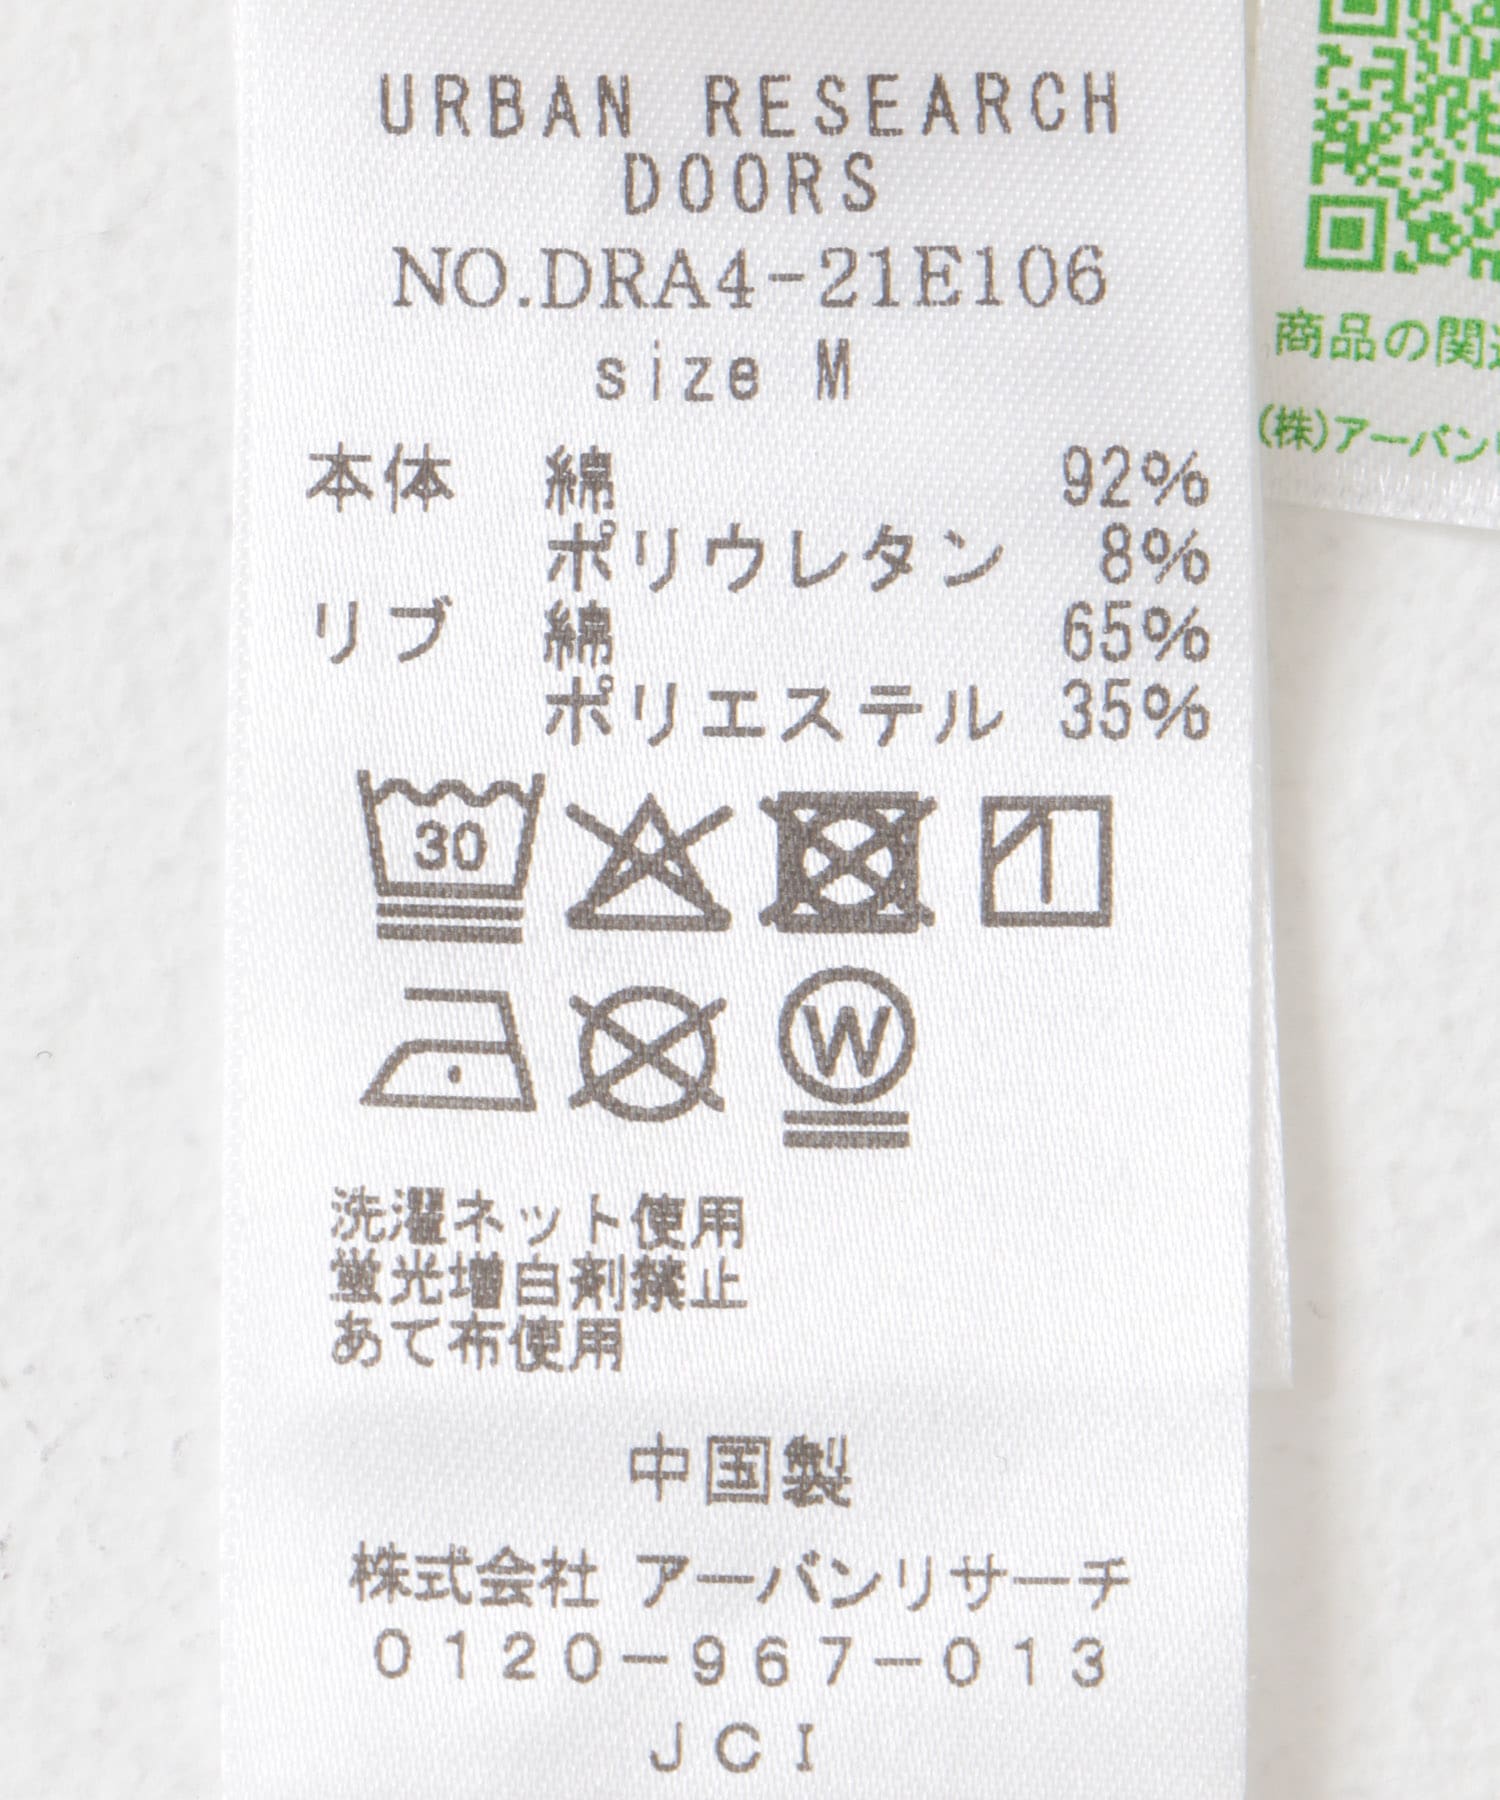 URBAN RESEARCH
DOORS
NO.DRA4-21E106
size M
本体 綿 92%
ポリウレタン 8%
リブ 綿 65%
ポリエステル 35%
30
W
洗濯ネット使用
蛍光増白剤禁止
あて布使用
中国製
株式会社 アーバンリサーチ
0120-967-013
JCI
商品の関
(株)アーバン